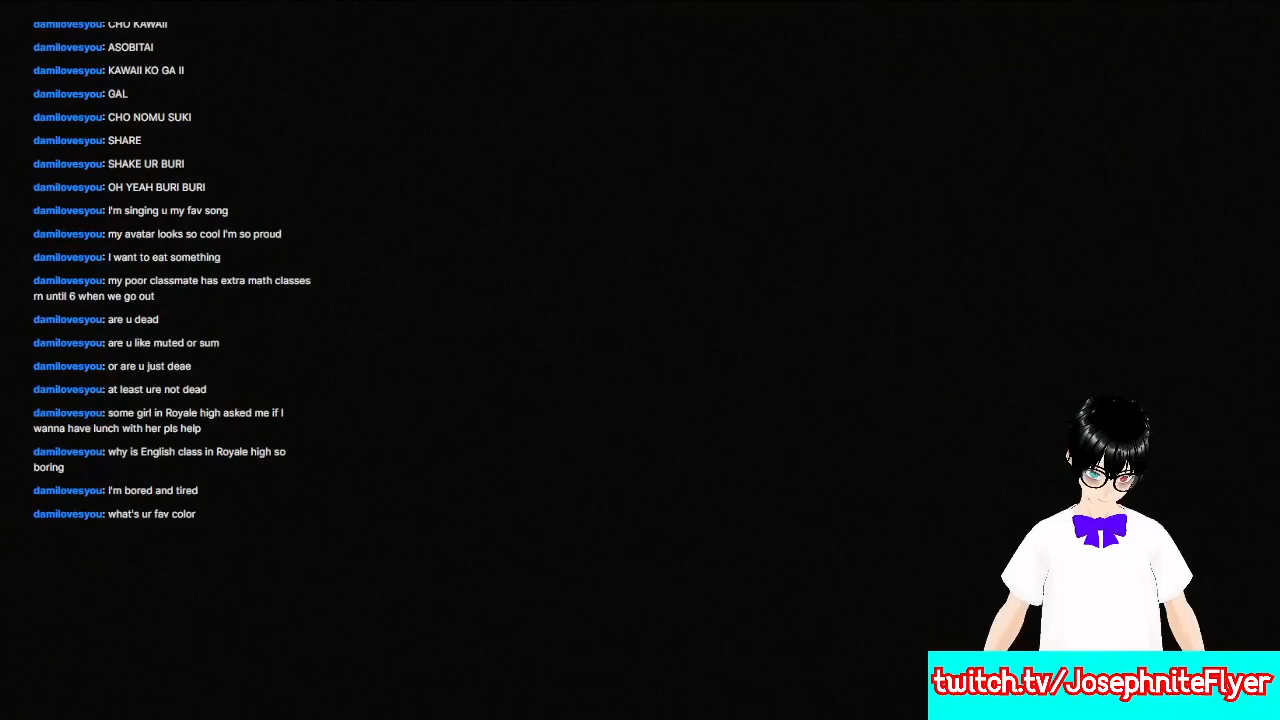 damilovesyou: CHO KAWAII
damilovesyou: ASOBITAI
damilovesyou: KAWAII KO GA II
damilovesyou: GAL
damilovesyou: CHO NOMU SUKI
damilovesyou: SHARE
damilovesyou: SHAKE UR BURI
damilovesyou: OH YEAH BURI BURI
damilovesyou: I'm singing u my fav song
damilovesyou: my avatar looks so cool I'm so proud
damilovesyou: I want to eat something
damilovesyou: my poor classmate has extra math classes
rn until 6 when we go out
damilovesyou: are u dead
damilovesyou: are u like muted or sum
damilovesyou: or are u just deae
damilovesyou: at least ure not dead
damilovesyou: some girl in Royale high asked me if I
wanna have lunch with her pls help
damilovesyou: why is English class in Royale high so
boring
damilovesyou: I'm bored and tired
damilovesyou: what's ur fav color
twitch.tv/JosephniteFlyer